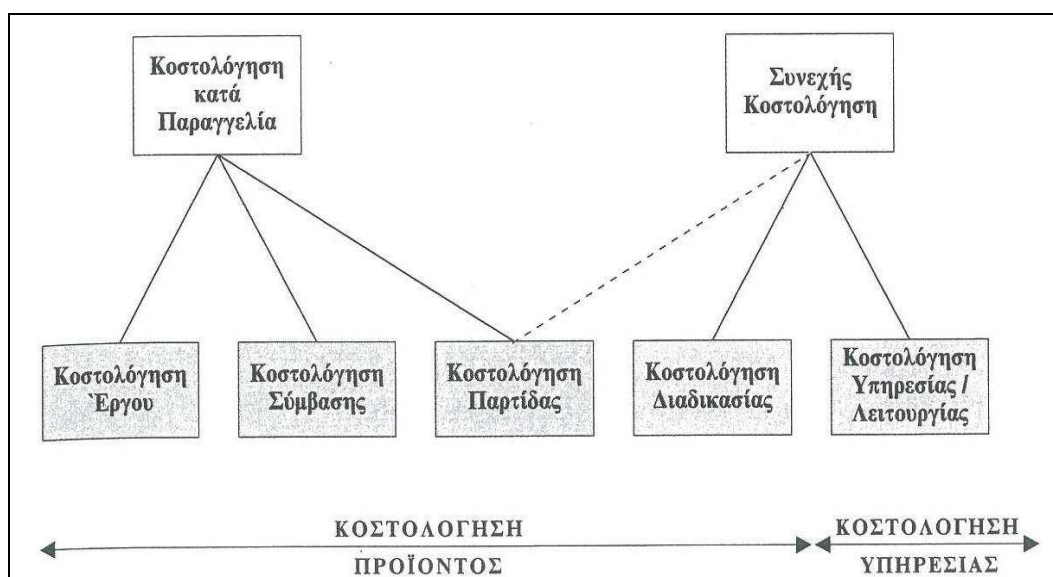 Κοστολόγηση
κατά
Παραγγελία
Συνεχής
Κοστολόγηση
Κοστολόγηση
Έργου
Κοστολόγηση
Σύμβασης
Κοστολόγηση
Παρτίδας
Κοστολόγηση
Διαδικασίας
Κοστολόγηση
Υπηρεσίας /
Λειτουργίας
ΚΟΣΤΟΛΟΓΗΣΗ
ΠΡΟΪΟΝΤΟΣ
ΚΟΣΤΟΛΟΓΗΣΗ
ΥΠΗΡΕΣΙΑΣ